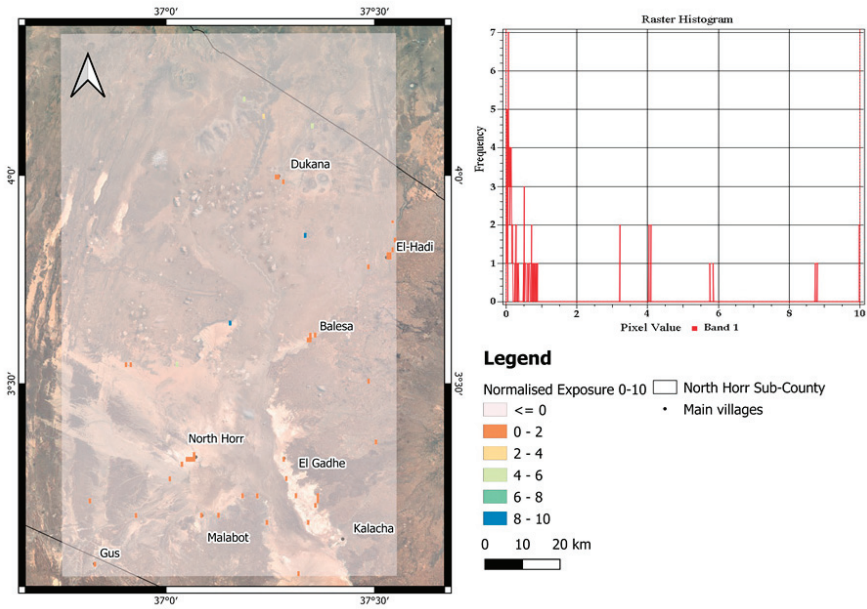 37°0'
37°30'
4°0'
4°0'
3°30'
3°30'
37°0'
37°30'
Dukana
El-Hadi
Balesa
North Horr
El Gadhe
Kalacha
Malabot
Gus
Raster Histogram
Frequency
7
6
5
4
3
2
1
0
0
2
4
6
8
10
Pixel Value
Band 1
Legend
Normalised Exposure 0-10
<= 0
0 - 2
2 - 4
4 - 6
6 - 8
8 - 10
North Horr Sub-County
Main villages
0 10 20 km